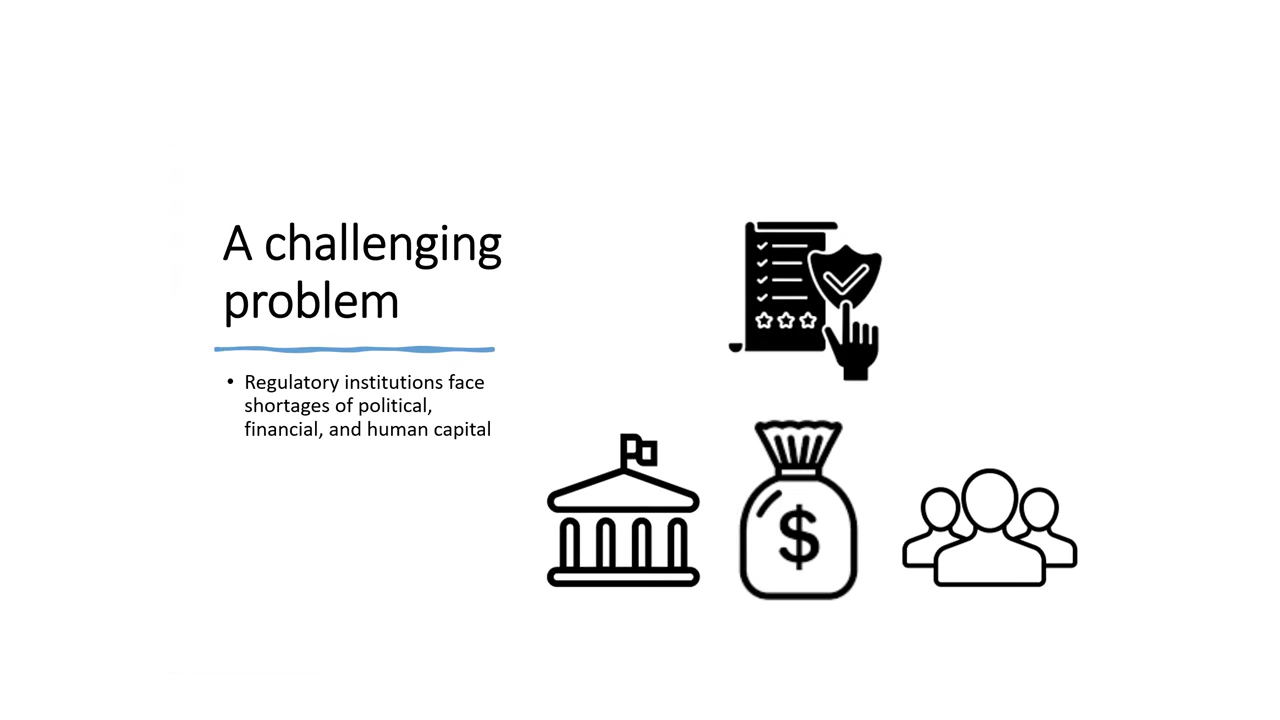 A challenging
problem
• Regulatory institutions face
shortages of political,
financial, and human capital
$